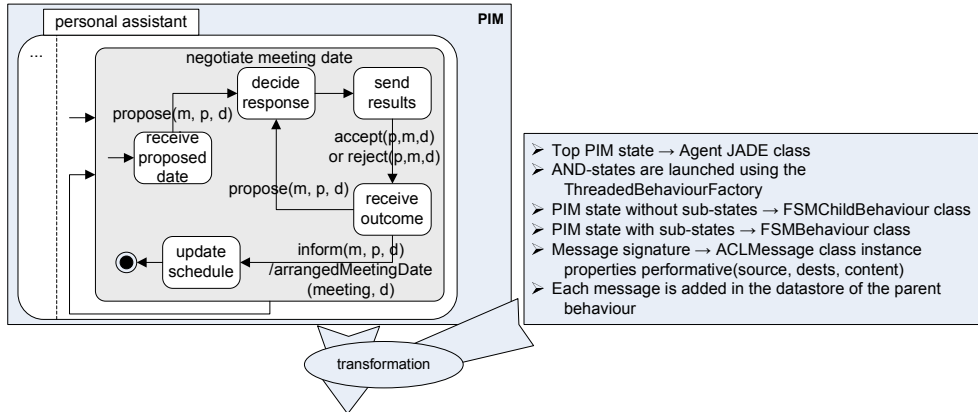 PIM
personal assistant
...
negotiate meeting date
decide
response
send
results
propose(m, p, d)
accept(p,m,d)
or reject(p,m,d)
receive
proposed
date
propose(m, p, d)
receive
outcome
inform(m, p, d)
/arrangedMeetingDate
(meeting, d)
update
schedule
➢ Top PIM state → Agent JADE class
➢ AND-states are launched using the
ThreadedBehaviourFactory
➢ PIM state without sub-states → FSMChildBehaviour class
➢ PIM state with sub-states → FSMBehaviour class
➢ Message signature → ACLMessage class instance
properties performative(source, dests, content)
➢ Each message is added in the datastore of the parent
behaviour
transformation